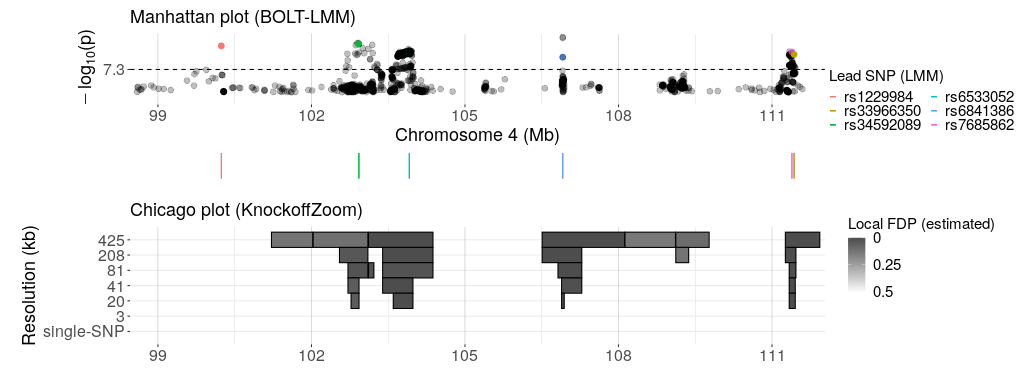 Manhattan plot (BOLT-LMM)
− log10(p)
7.3
99 102 105 108 111
Chromosome 4 (Mb)
Lead SNP (LMM)
rs1229984 rs6533052
rs33966350 rs6841386
rs34592089 rs7685862
Chicago plot (KnockoffZoom)
Resolution (kb)
425
208
81
41
20
3
single-SNP
99 102 105 108 111
Local FDP (estimated)
0
0.25
0.5